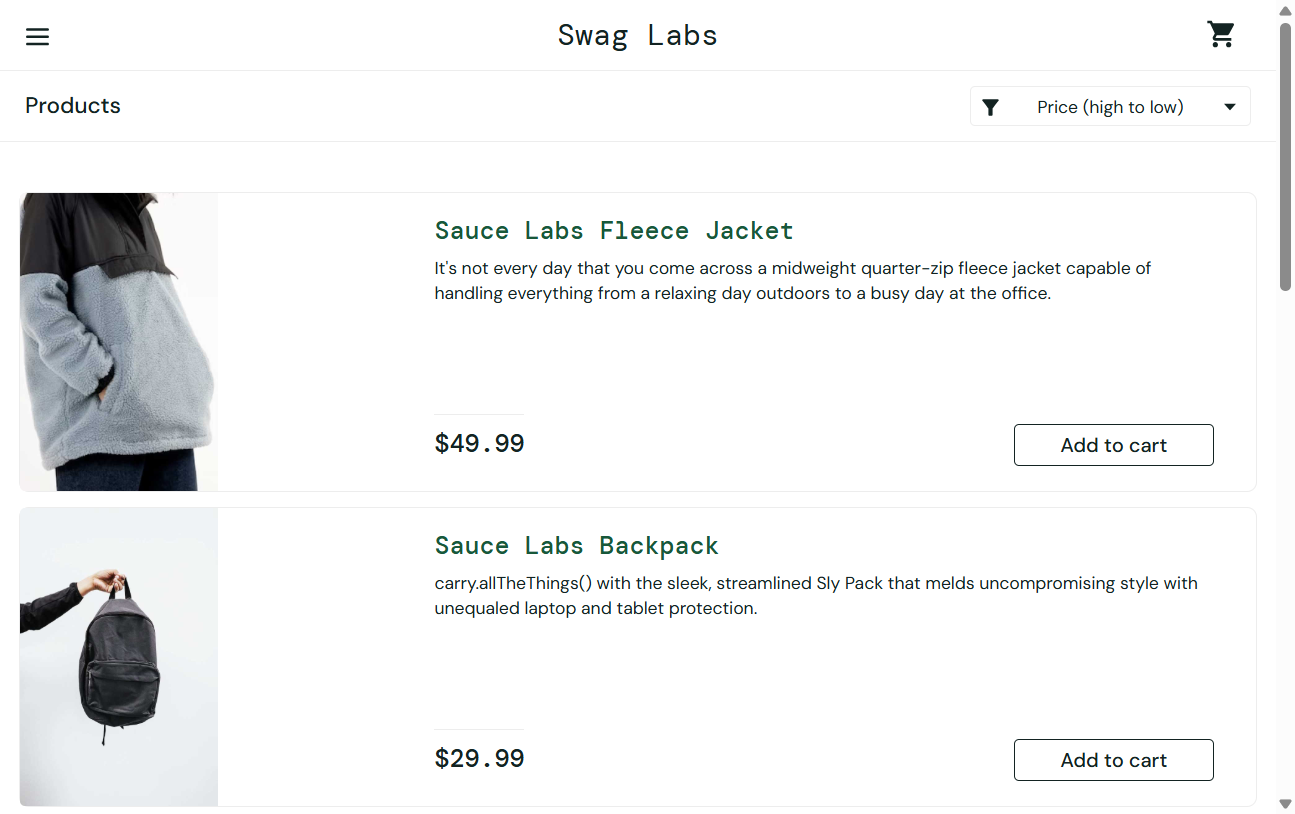 Swag Labs
Products
Price (high to low)
Sauce Labs Fleece Jacket
It's not every day that you come across a midweight quarter-zip fleece jacket capable of
handling everything from a relaxing day outdoors to a busy day at the office.
$49.99
Add to cart
Sauce Labs Backpack
carry.allTheThings() with the sleek, streamlined Sly Pack that melds uncompromising style with
unequaled laptop and tablet protection.
$29.99
Add to cart